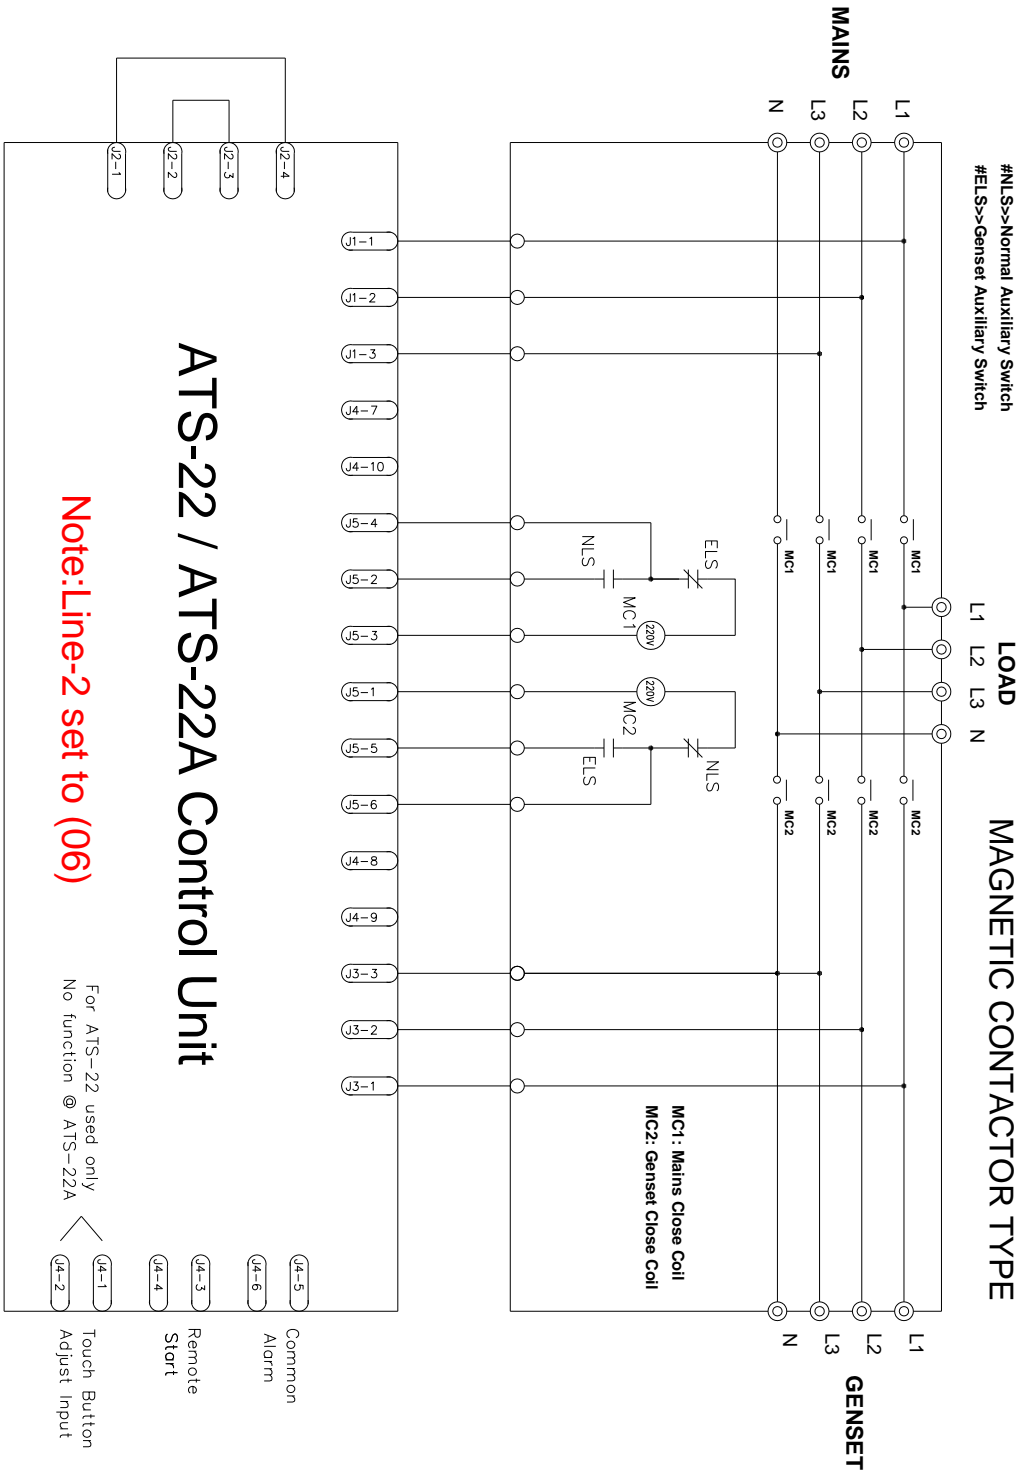 MAGNETIC CONTACTOR TYPE
#NLS>>Normal Auxiliary Switch
#ELS>>Genset Auxiliary Switch
LOAD
L1
L2
L3
N
MAINS
L1
L2
L3
N
GENSET
L1
L2
L3
N
MC1
MC1
MC1
MC1
MC2
MC2
MC2
MC2
ELS
NLS
220V
MC1
220V
MC2
NLS
ELS
MC1: Mains Close Coil
MC2: Genset Close Coil
J1-1
J1-2
J1-3
J4-7
J4-10
J5-4
J5-2
J5-3
J5-1
J5-5
J5-6
J4-8
J4-9
J3-3
J3-2
J3-1
J2-4
J2-3
J2-2
J2-1
ATS-22 / ATS-22A Control Unit
Note:Line-2 set to (06)
For ATS-22 used only
No function @ ATS-22A
J4-5
J4-6
J4-3
J4-4
J4-1
J4-2
Common
Alarm
Remote
Start
Touch Button
Adjust Input